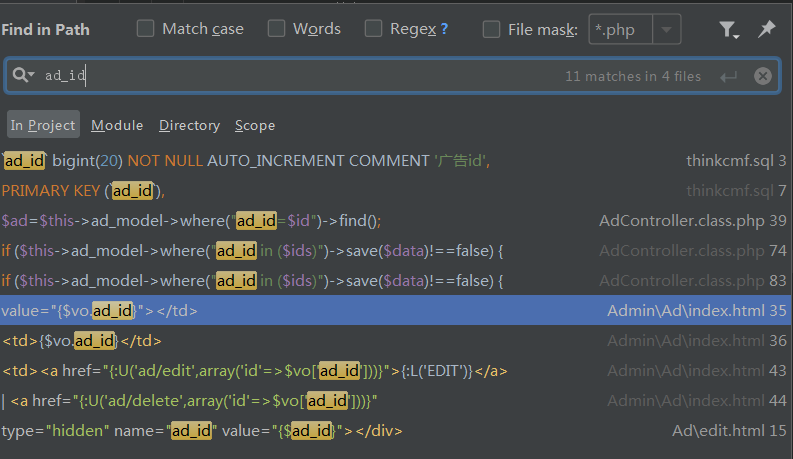 Find in Path Match case Words Regex ? File mask: *.php
ad_id 11 matches in 4 files
In Project Module Directory Scope
`ad_id` bigint(20) NOT NULL AUTO_INCREMENT COMMENT '广告id', thinkcmf.sql 3
PRIMARY KEY (`ad_id`), thinkcmf.sql 7
$ad=$this->ad_model->where("ad_id=$id")->find(); AdController.class.php 39
if ($this->ad_model->where("ad_id in ($ids)")->save($data)!==false) { AdController.class.php 74
if ($this->ad_model->where("ad_id in ($ids)")->save($data)!==false) { AdController.class.php 83
value="{$vo.ad_id}"></td> Admin\Ad\index.html 35
<td>{$vo.ad_id}</td> Admin\Ad\index.html 36
<td><a href="{:U('ad/edit',array('id'=>$vo['ad_id']))}">{:L('EDIT')}</a> Admin\Ad\index.html 43
| <a href="{:U('ad/delete',array('id'=>$vo['ad_id']))}" Admin\Ad\index.html 44
type="hidden" name="ad_id" value="{$ad_id}"></div> Ad\edit.html 15